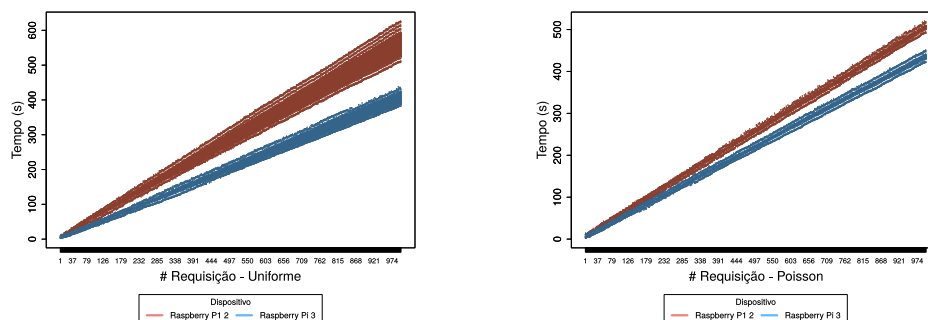 600
500
400
300
200
100
0
Tempo (s)
1 37 79 126 179 232 285 338 391 444 497 550 603 656 709 762 815 868 921 974
# Requisição - Uniforme
Dispositivo
Raspberry P1 2 Raspberry PI 3
500
400
300
200
100
0
Tempo (s)
1 37 79 126 179 232 285 338 391 444 497 550 603 656 709 762 815 868 921 974
# Requisição - Poisson
Dispositivo
Raspberry P1 2 Raspberry PI 3